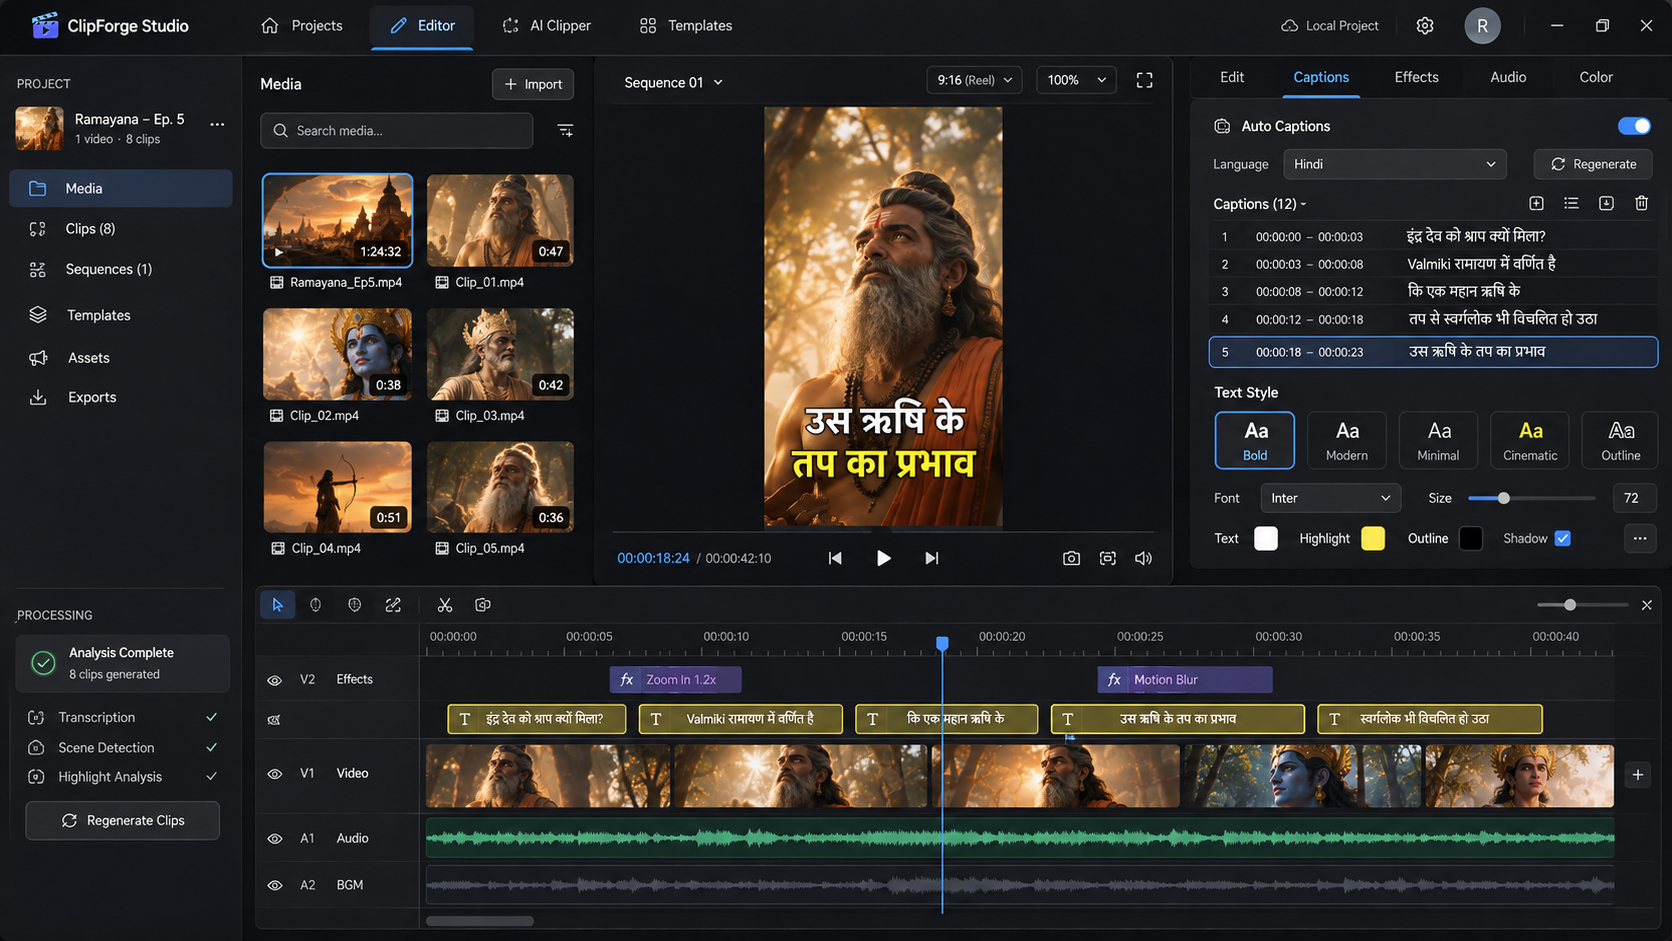 ClipForge Studio
Projects
Editor
AI Clipper
Templates
Local Project
R
PROJECT
Ramayana – Ep. 5
1 video · 8 clips
Media
Clips (8)
Sequences (1)
Templates
Assets
Exports
PROCESSING
Analysis Complete
8 clips generated
Transcription
Scene Detection
Highlight Analysis
Regenerate Clips
Media
Import
Search media...
1:24:32
Ramayana_Ep5.mp4
0:47
Clip_01.mp4
0:38
Clip_02.mp4
0:42
Clip_03.mp4
0:51
Clip_04.mp4
0:36
Clip_05.mp4
Sequence 01
9:16 (Reel)
100%
उस ऋषि के
तप का प्रभाव
00:00:18:24 / 00:00:42:10
Edit
Captions
Effects
Audio
Color
Auto Captions
Language
Hindi
Regenerate
Captions (12)
1 00:00:00 – 00:00:03 इंद्र देव को श्राप क्यों मिला?
2 00:00:03 – 00:00:08 Valmiki रामायण में वर्णित है
3 00:00:08 – 00:00:12 कि एक महान ऋषि के
4 00:00:12 – 00:00:18 तप से स्वर्गलोक भी विचलित हो उठा
5 00:00:18 – 00:00:23 उस ऋषि के तप का प्रभाव
Text Style
Aa Bold
Aa Modern
Aa Minimal
Aa Cinematic
Aa Outline
Font
Inter
Size
72
Text
Highlight
Outline
Shadow
00:00:00
00:00:05
00:00:10
00:00:15
00:00:20
00:00:25
00:00:30
00:00:35
00:00:40
V2 Effects
fx Zoom In 1.2x
fx Motion Blur
T इंद्र देव को श्राप क्यों मिला?
T Valmiki रामायण में वर्णित है
T कि एक महान ऋषि के
T उस ऋषि के तप का प्रभाव
T स्वर्गलोक भी विचलित हो उठा
V1 Video
A1 Audio
A2 BGM